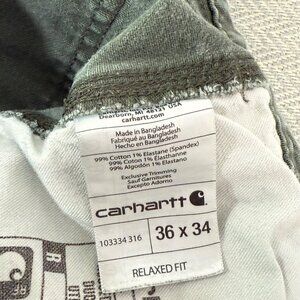 Dearborn, MI 48121 USA
carhartt.com
Made in Bangladesh
Fabriqué au Bangladesh
Hecho en Bangladesh
99% Cotton 1% Elastane (Spandex)
99% Coton 1% Elasthanne
99% Algodón 1% Elastano
Exclusive Trimming
Sauf Garnitures
Excepto Adorno
carhartt
103334 316
36 x 34
RELAXED FIT